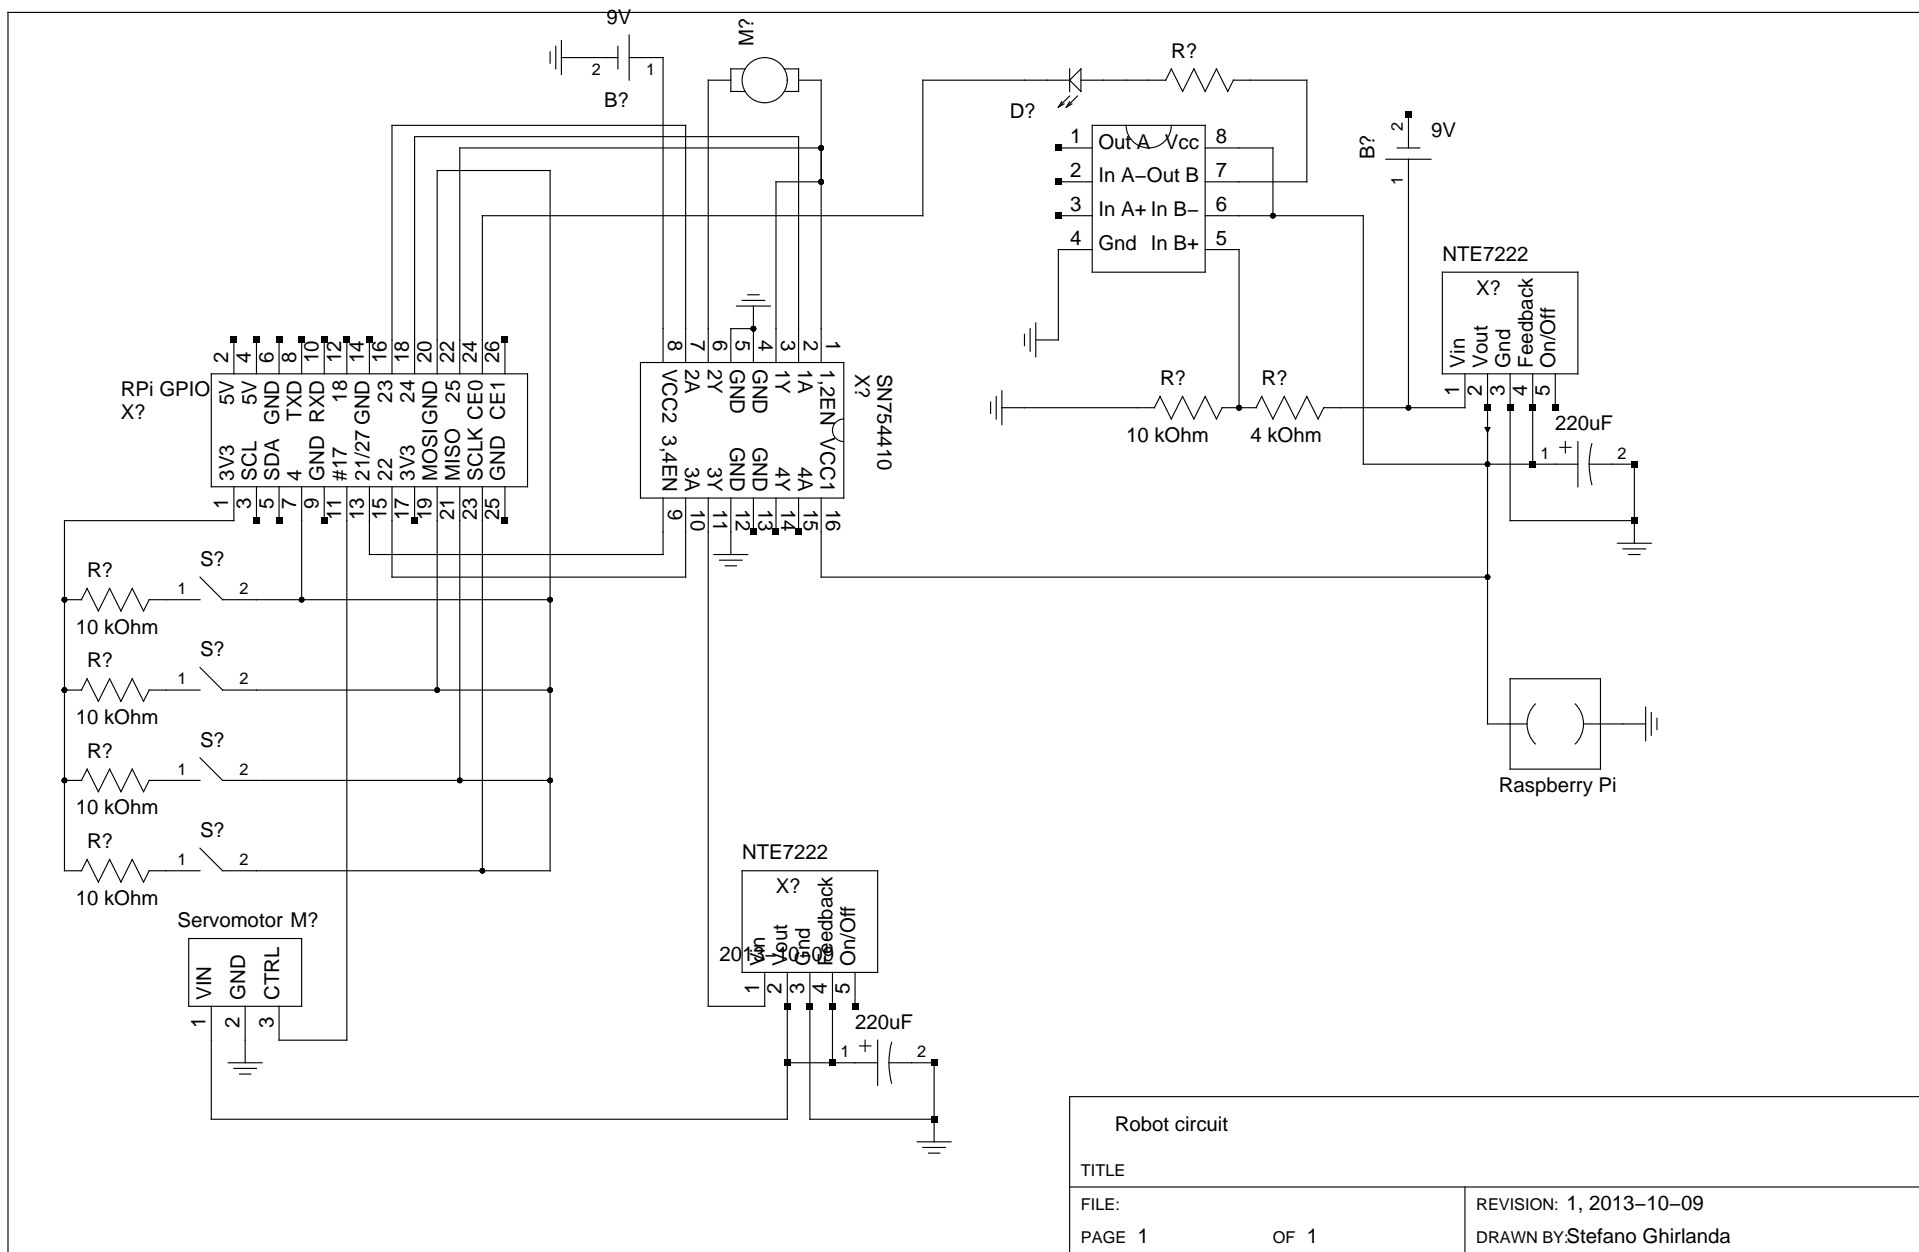 9V
2
1
B?
M?
R?
D?
1
2
3
4
Out A
In A−
In A+
Gnd
Vcc
Out B
In B−
In B+
8
7
6
5
B?
2
1
9V
NTE7222
X?
Vin
Vout
Gnd
Feedback
On/Off
1
2
3
4
5
220uF
+
1
2
R?
10 kOhm
R?
4 kOhm
RPi GPIO
X?
2
4
6
8
10
12
14
16
18
20
22
24
26
5V
5V
GND
TXD
RXD
18
GND
23
24
GND
25
CE0
CE1
3V3
SCL
SDA
4
GND
#17
21/27
22
3V3
MOSI
MISO
SCLK
GND
1
3
5
7
9
11
13
15
17
19
21
23
25
8
7
6
5
4
3
2
1
VCC2
2A
2Y
GND
GND
1Y
1A
1,2EN
3,4EN
3A
3Y
GND
GND
4Y
4A
VCC1
9
10
11
12
13
14
15
16
SN754410
X?
R?
10 kOhm
1
S?
2
R?
10 kOhm
1
S?
2
R?
10 kOhm
1
S?
2
R?
10 kOhm
1
S?
2
Raspberry Pi
Servomotor M?
VIN
GND
CTRL
1
2
3
NTE7222
X?
Vin
Vout
Gnd
Feedback
On/Off
2013−10−09
1
2
3
4
5
220uF
+
1
2
Robot circuit
TITLE
FILE:
REVISION: 1, 2013−10−09
PAGE 1 OF 1
DRAWN BY: Stefano Ghirlanda